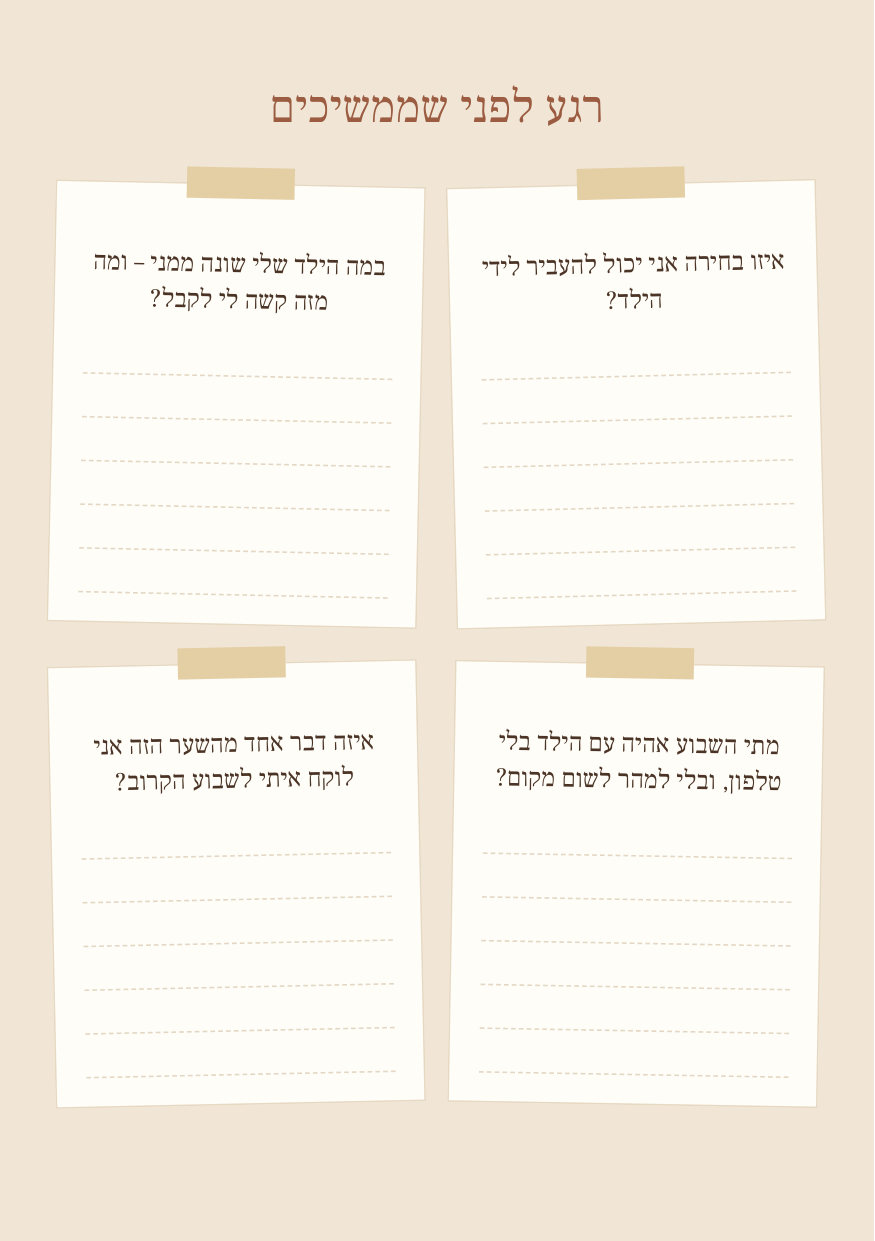 רגע לפני שממשיכים
איזו בחירה אני יכול להעביר לידי
הילד?
במה הילד שלי שונה ממני – ומה
מזה קשה לי לקבל?
מתי השבוע אהיה עם הילד בלי
טלפון, ובלי למהר לשום מקום?
איזה דבר אחד מהשער הזה אני
לוקח איתי לשבוע הקרוב?